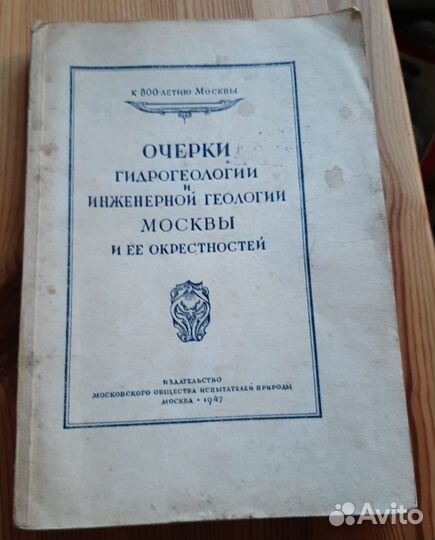 К 800-ЛЕТИЮ МОСКВЫ
ОЧЕРКИ
ГИДРОГЕОЛОГИИ
И
ИНЖЕНЕРНОЙ ГЕОЛОГИИ
МОСКВЫ
И ЕЕ ОКРЕСТНОСТЕЙ
ИЗДАТЕЛЬСТВО
МОСКОВСКОГО ОБЩЕСТВА ИСПЫТАТЕЛЕЙ ПРИРОДЫ
МОСКВА • 1947
Avito